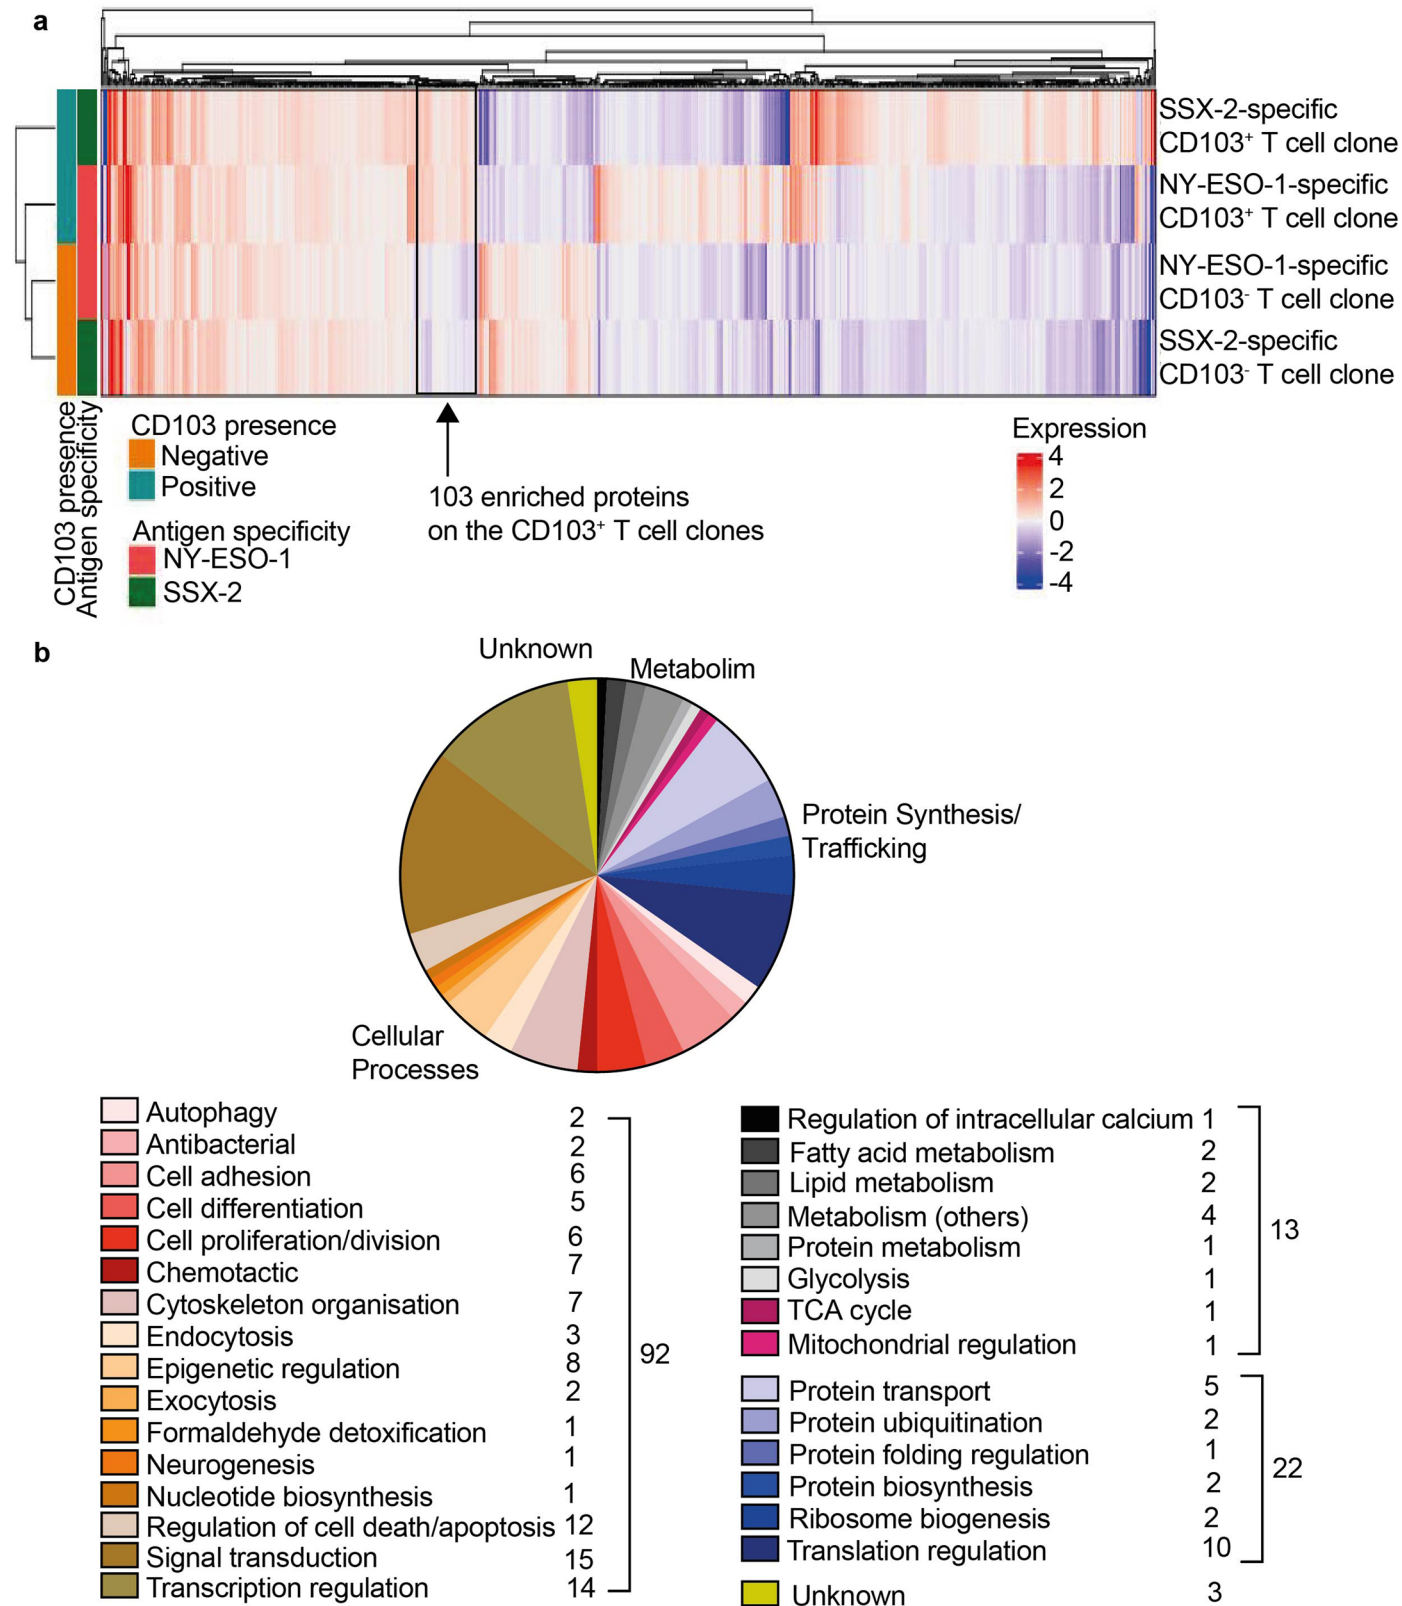 a
SSX-2-specific
CD103⁺ T cell clone
NY-ESO-1-specific
CD103⁺ T cell clone
NY-ESO-1-specific
CD103⁻ T cell clone
SSX-2-specific
CD103⁻ T cell clone
CD103 presence
Antigen specificity
CD103 presence
Negative
Positive
Antigen specificity
NY-ESO-1
SSX-2
103 enriched proteins
on the CD103⁺ T cell clones
Expression
4
2
0
-2
-4
b
Unknown
Metabolim
Protein Synthesis/
Trafficking
Cellular
Processes
Autophagy 2
Antibacterial 2
Cell adhesion 6
Cell differentiation 5
Cell proliferation/division 6
Chemotactic 7
Cytoskeleton organisation 7
Endocytosis 3
Epigenetic regulation 8
Exocytosis 2
Formaldehyde detoxification 1
Neurogenesis 1
Nucleotide biosynthesis 1
Regulation of cell death/apoptosis 12
Signal transduction 15
Transcription regulation 14
92
Regulation of intracellular calcium 1
Fatty acid metabolism 2
Lipid metabolism 2
Metabolism (others) 4
Protein metabolism 1
Glycolysis 1
TCA cycle 1
Mitochondrial regulation 1
13
Protein transport 5
Protein ubiquitination 2
Protein folding regulation 1
Protein biosynthesis 2
Ribosome biogenesis 2
Translation regulation 10
22
Unknown 3